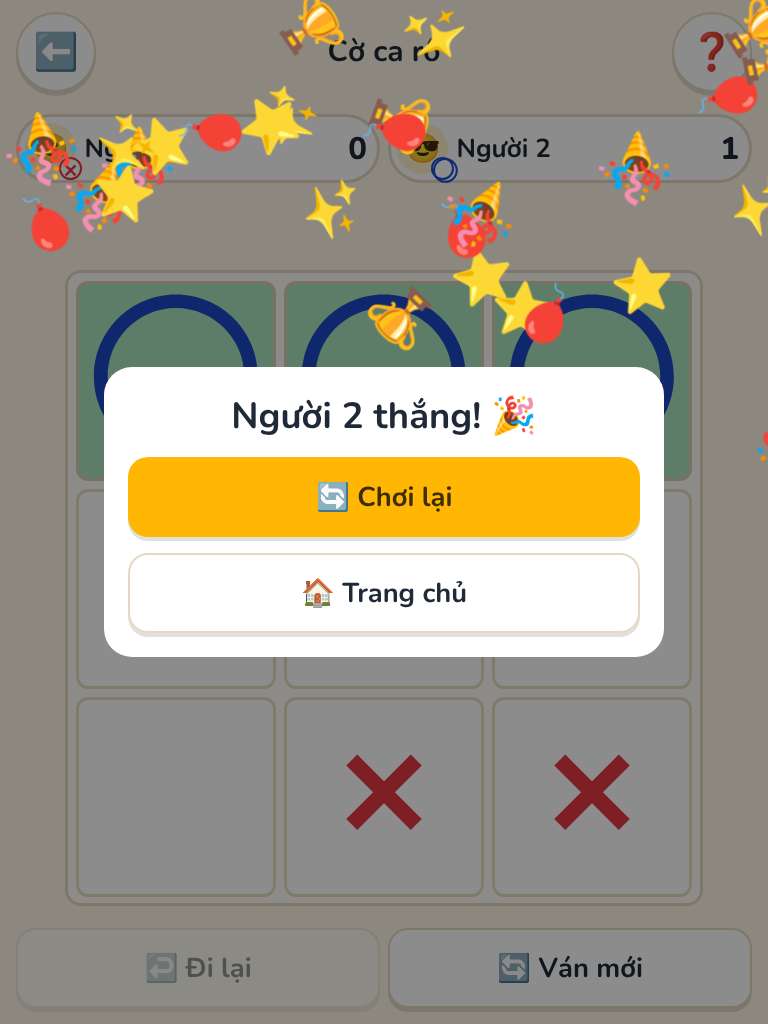 Cờ ca rô
0
Người 2
1
Người 2 thắng!
Chơi lại
Trang chủ
Đi lại
Ván mới